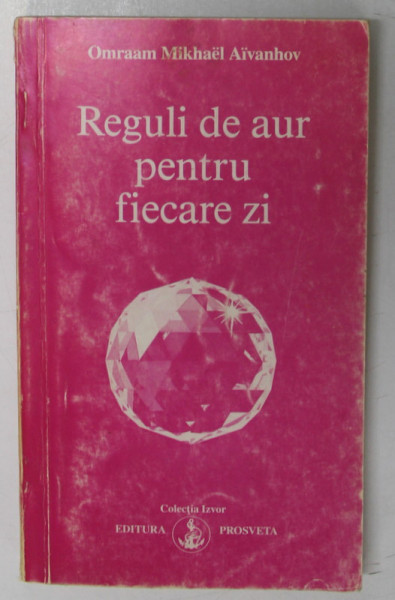 Omraam Mikhaël Aïvanhov
Reguli de aur
pentru
fiecare zi
Colecția Izvor
EDITURA PROSVETA